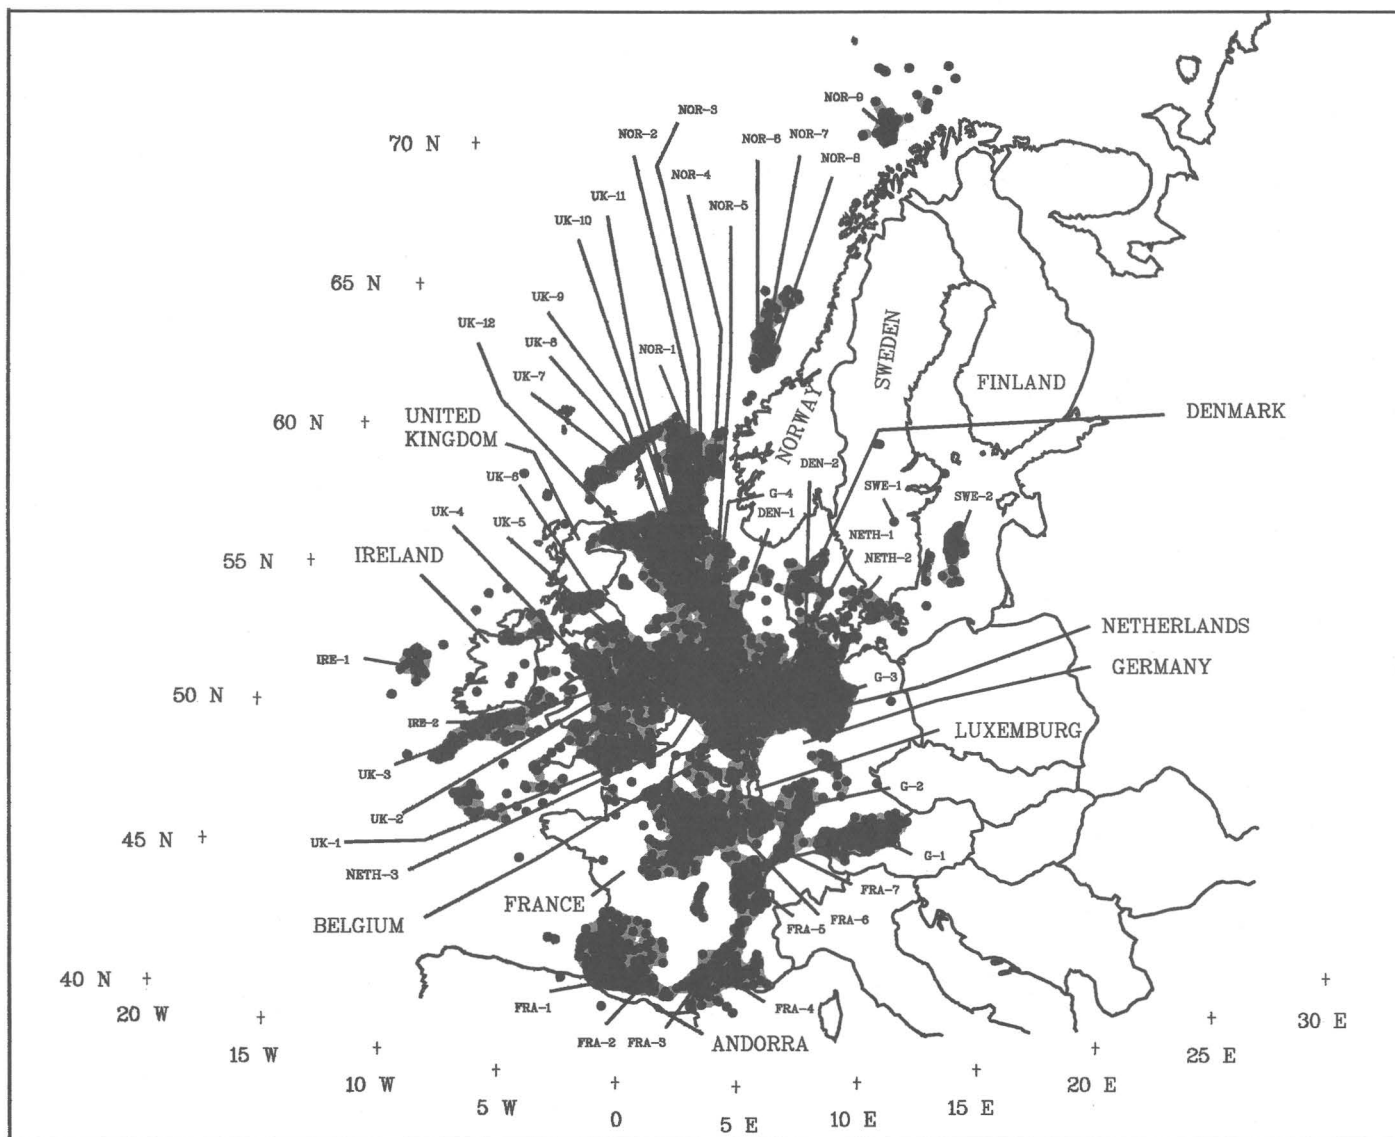 NOR-3
NOR-9
NOR-2
NOR-6
NOR-7
70 N
NOR-8
NOR-4
UK-11
NOR-5
UK-10
65 N
UK-9
UK-12
UK-8
NOR-1
UK-7
SWEDEN
FINLAND
NORWAY
60 N
UNITED
KINGDOM
DENMARK
DEN-2
UK-6
SWE-1
G-4
SWE-2
UK-4
DEN-1
UK-5
NETH-1
55 N
IRELAND
NETH-2
NETHERLANDS
IRE-1
GERMANY
G-3
50 N
IRE-2
LUXEMBURG
UK-3
G-2
UK-2
45 N
UK-1
G-1
NETH-3
FRA-7
FRANCE
BELGIUM
FRA-6
FRA-5
40 N
FRA-1
FRA-4
20 W
30 E
FRA-2
FRA-3
ANDORRA
15 W
25 E
10 W
20 E
5 W
15 E
0
5 E
10 E